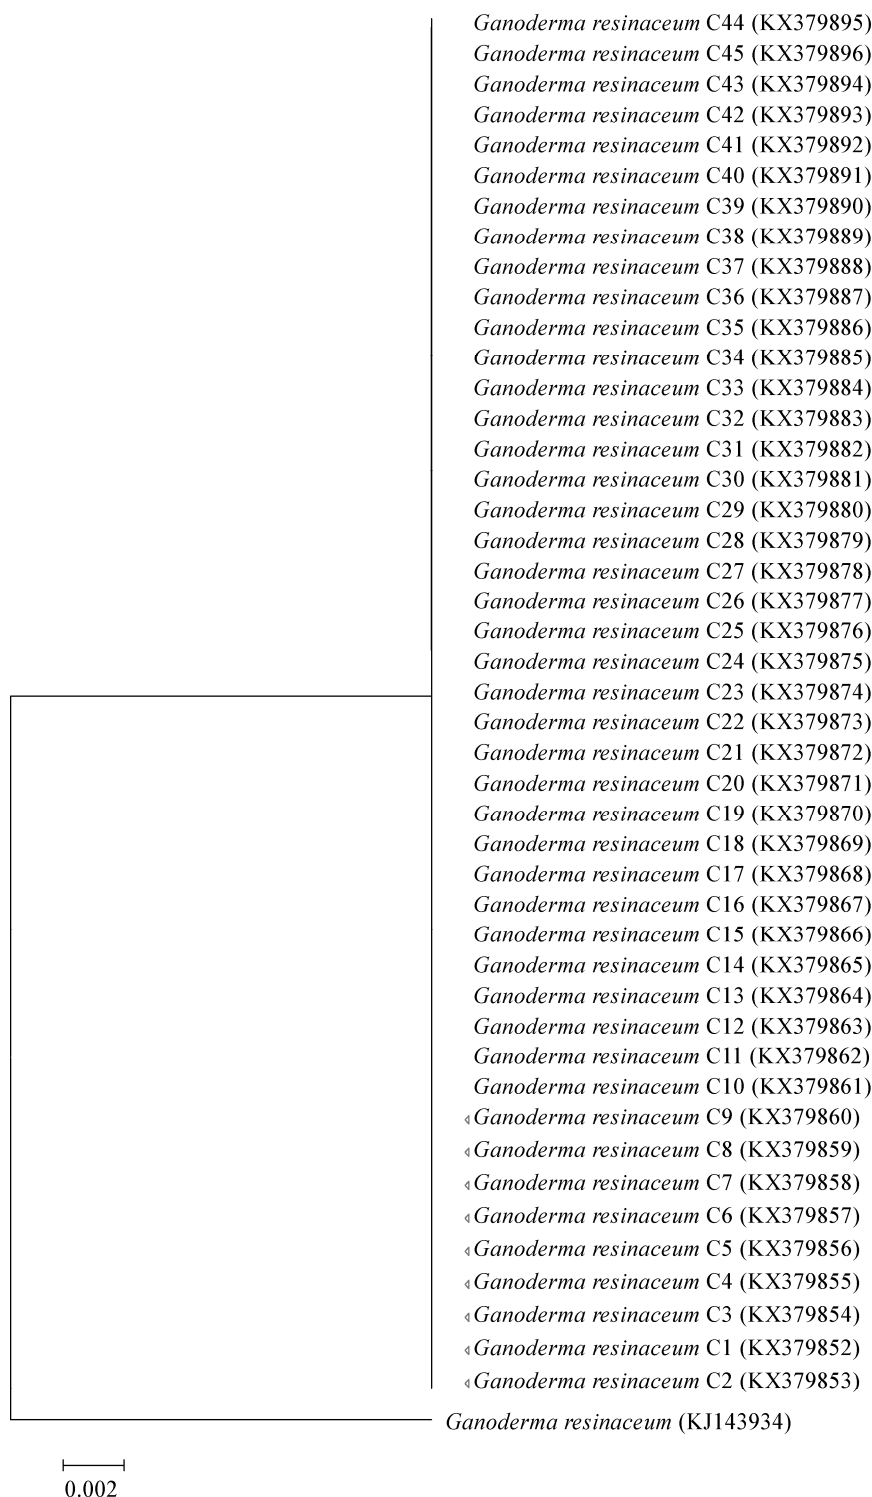 Ganoderma resinaceum C44 (KX379895)
Ganoderma resinaceum C45 (KX379896)
Ganoderma resinaceum C43 (KX379894)
Ganoderma resinaceum C42 (KX379893)
Ganoderma resinaceum C41 (KX379892)
Ganoderma resinaceum C40 (KX379891)
Ganoderma resinaceum C39 (KX379890)
Ganoderma resinaceum C38 (KX379889)
Ganoderma resinaceum C37 (KX379888)
Ganoderma resinaceum C36 (KX379887)
Ganoderma resinaceum C35 (KX379886)
Ganoderma resinaceum C34 (KX379885)
Ganoderma resinaceum C33 (KX379884)
Ganoderma resinaceum C32 (KX379883)
Ganoderma resinaceum C31 (KX379882)
Ganoderma resinaceum C30 (KX379881)
Ganoderma resinaceum C29 (KX379880)
Ganoderma resinaceum C28 (KX379879)
Ganoderma resinaceum C27 (KX379878)
Ganoderma resinaceum C26 (KX379877)
Ganoderma resinaceum C25 (KX379876)
Ganoderma resinaceum C24 (KX379875)
Ganoderma resinaceum C23 (KX379874)
Ganoderma resinaceum C22 (KX379873)
Ganoderma resinaceum C21 (KX379872)
Ganoderma resinaceum C20 (KX379871)
Ganoderma resinaceum C19 (KX379870)
Ganoderma resinaceum C18 (KX379869)
Ganoderma resinaceum C17 (KX379868)
Ganoderma resinaceum C16 (KX379867)
Ganoderma resinaceum C15 (KX379866)
Ganoderma resinaceum C14 (KX379865)
Ganoderma resinaceum C13 (KX379864)
Ganoderma resinaceum C12 (KX379863)
Ganoderma resinaceum C11 (KX379862)
Ganoderma resinaceum C10 (KX379861)
Ganoderma resinaceum C9 (KX379860)
Ganoderma resinaceum C8 (KX379859)
Ganoderma resinaceum C7 (KX379858)
Ganoderma resinaceum C6 (KX379857)
Ganoderma resinaceum C5 (KX379856)
Ganoderma resinaceum C4 (KX379855)
Ganoderma resinaceum C3 (KX379854)
Ganoderma resinaceum C1 (KX379852)
Ganoderma resinaceum C2 (KX379853)
Ganoderma resinaceum (KJ143934)
0.002